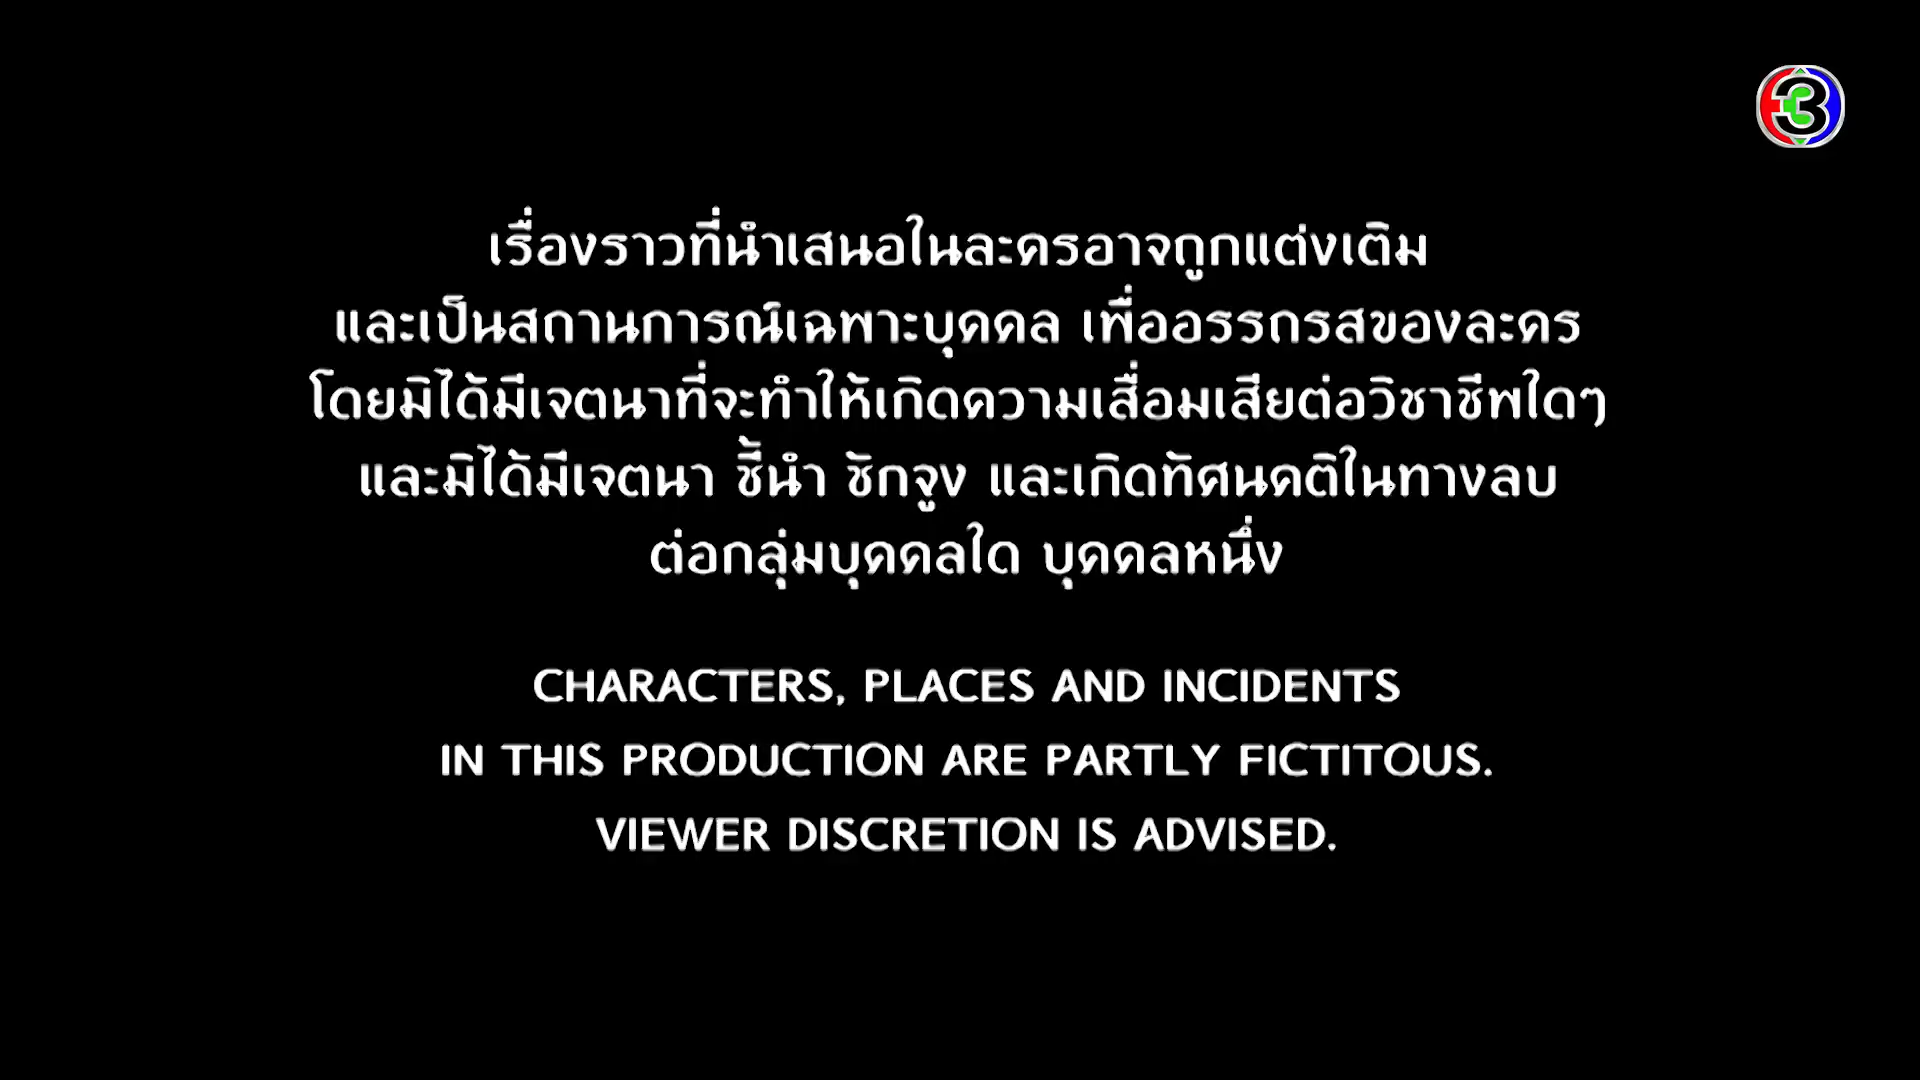 3
เรื่องราวที่นำเสนอในละครอาจถูกแต่งเติม
และเป็นสถานการณ์เฉพาะบุคคล เพื่ออรรถรสของละคร
โดยมิได้มีเจตนาที่จะทำให้เกิดความเสื่อมเสียต่อวิชาชีพใดๆ
และมิได้มีเจตนา ชี้นำ ชักจูง และเกิดทัศนคติในทางลบ
ต่อกลุ่มบุคคลใด บุคคลหนึ่ง
CHARACTERS, PLACES AND INCIDENTS
IN THIS PRODUCTION ARE PARTLY FICTITOUS.
VIEWER DISCRETION IS ADVISED.